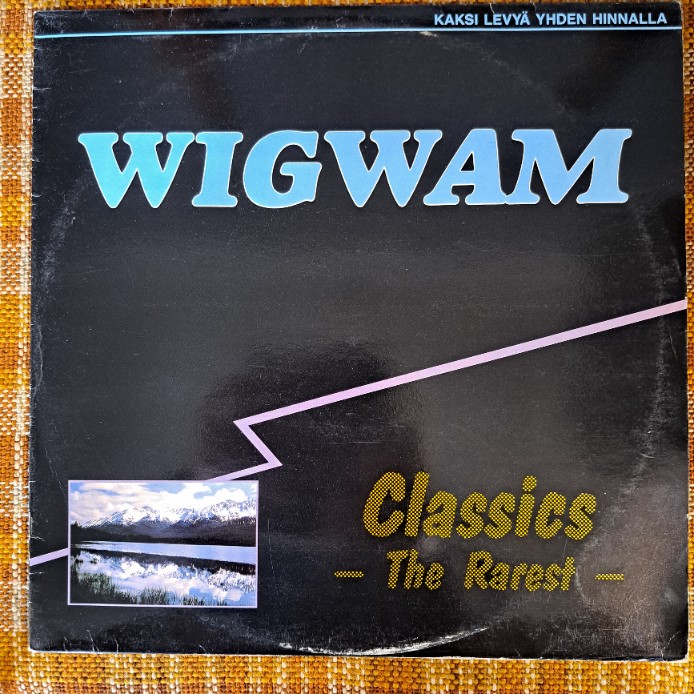 KAKSI LEVYÄ YHDEN HINNALLA
WIGWAM
Classics
– The Rarest –